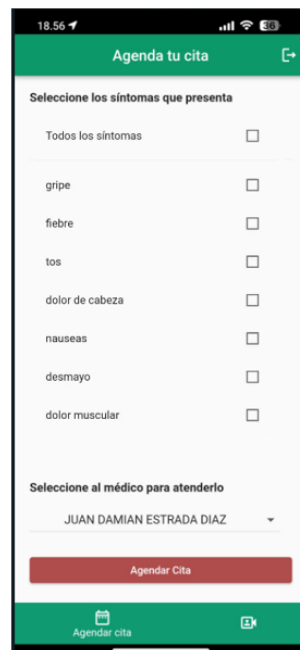 18.56
36
Agenda tu cita
Seleccione los síntomas que presenta
Todos los síntomas
gripe
fiebre
tos
dolor de cabeza
nauseas
desmayo
dolor muscular
Seleccione al médico para atenderlo
JUAN DAMIAN ESTRADA DIAZ
Agendar Cita
Agendar cita